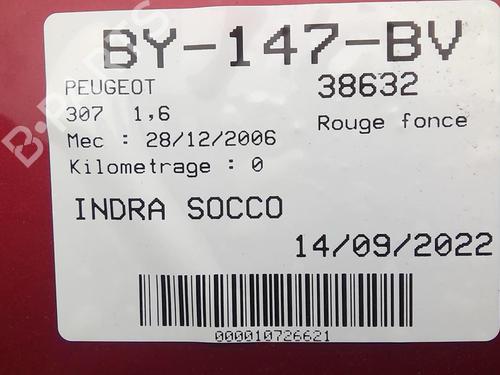 BY-147-BV
PEUGEOT 38632
307 1,6 Rouge fonce
Mec : 28/12/2006
Kilometrage : 0
INDRA SOCCO
14/09/2022
000010726621